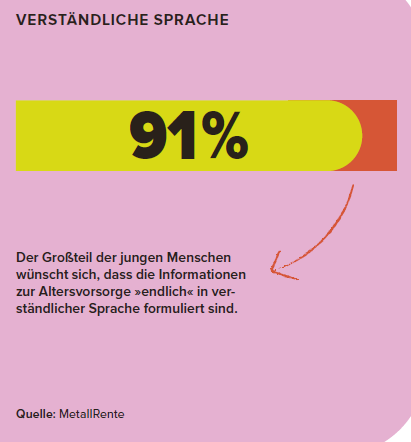 VERSTÄNDLICHE SPRACHE
91%
Der Großteil der jungen Menschen
wünscht sich, dass die Informationen
zur Altersvorsorge »endlich« in ver-
ständlicher Sprache formuliert sind.
Quelle: MetallRente